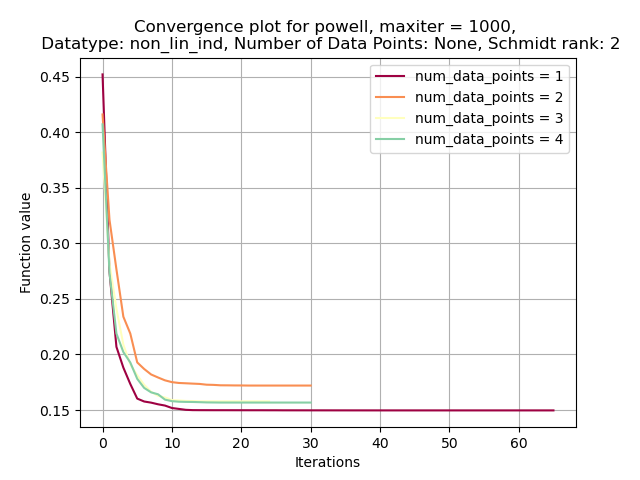 Convergence plot for powell, maxiter = 1000,
Datatype: non_lin_ind, Number of Data Points: None, Schmidt rank: 2
num_data_points = 1
num_data_points = 2
num_data_points = 3
num_data_points = 4
Function value
0.45
0.40
0.35
0.30
0.25
0.20
0.15
0 10 20 30 40 50 60
Iterations